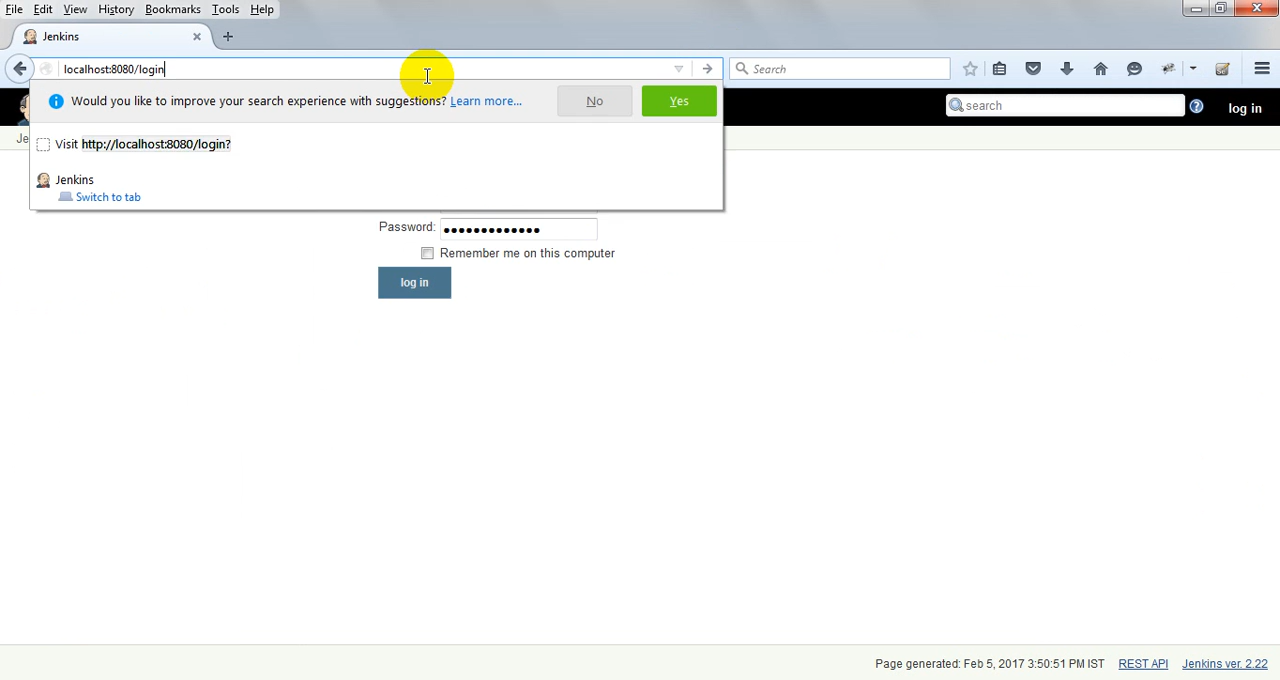 File Edit View History Bookmarks Tools Help
Jenkins
localhost:8080/login
Search
Would you like to improve your search experience with suggestions? Learn more... No Yes
search
log in
Je
Visit http://localhost:8080/login?
Jenkins
Switch to tab
Password:
Remember me on this computer
log in
Page generated: Feb 5, 2017 3:50:51 PM IST REST API Jenkins ver. 2.22